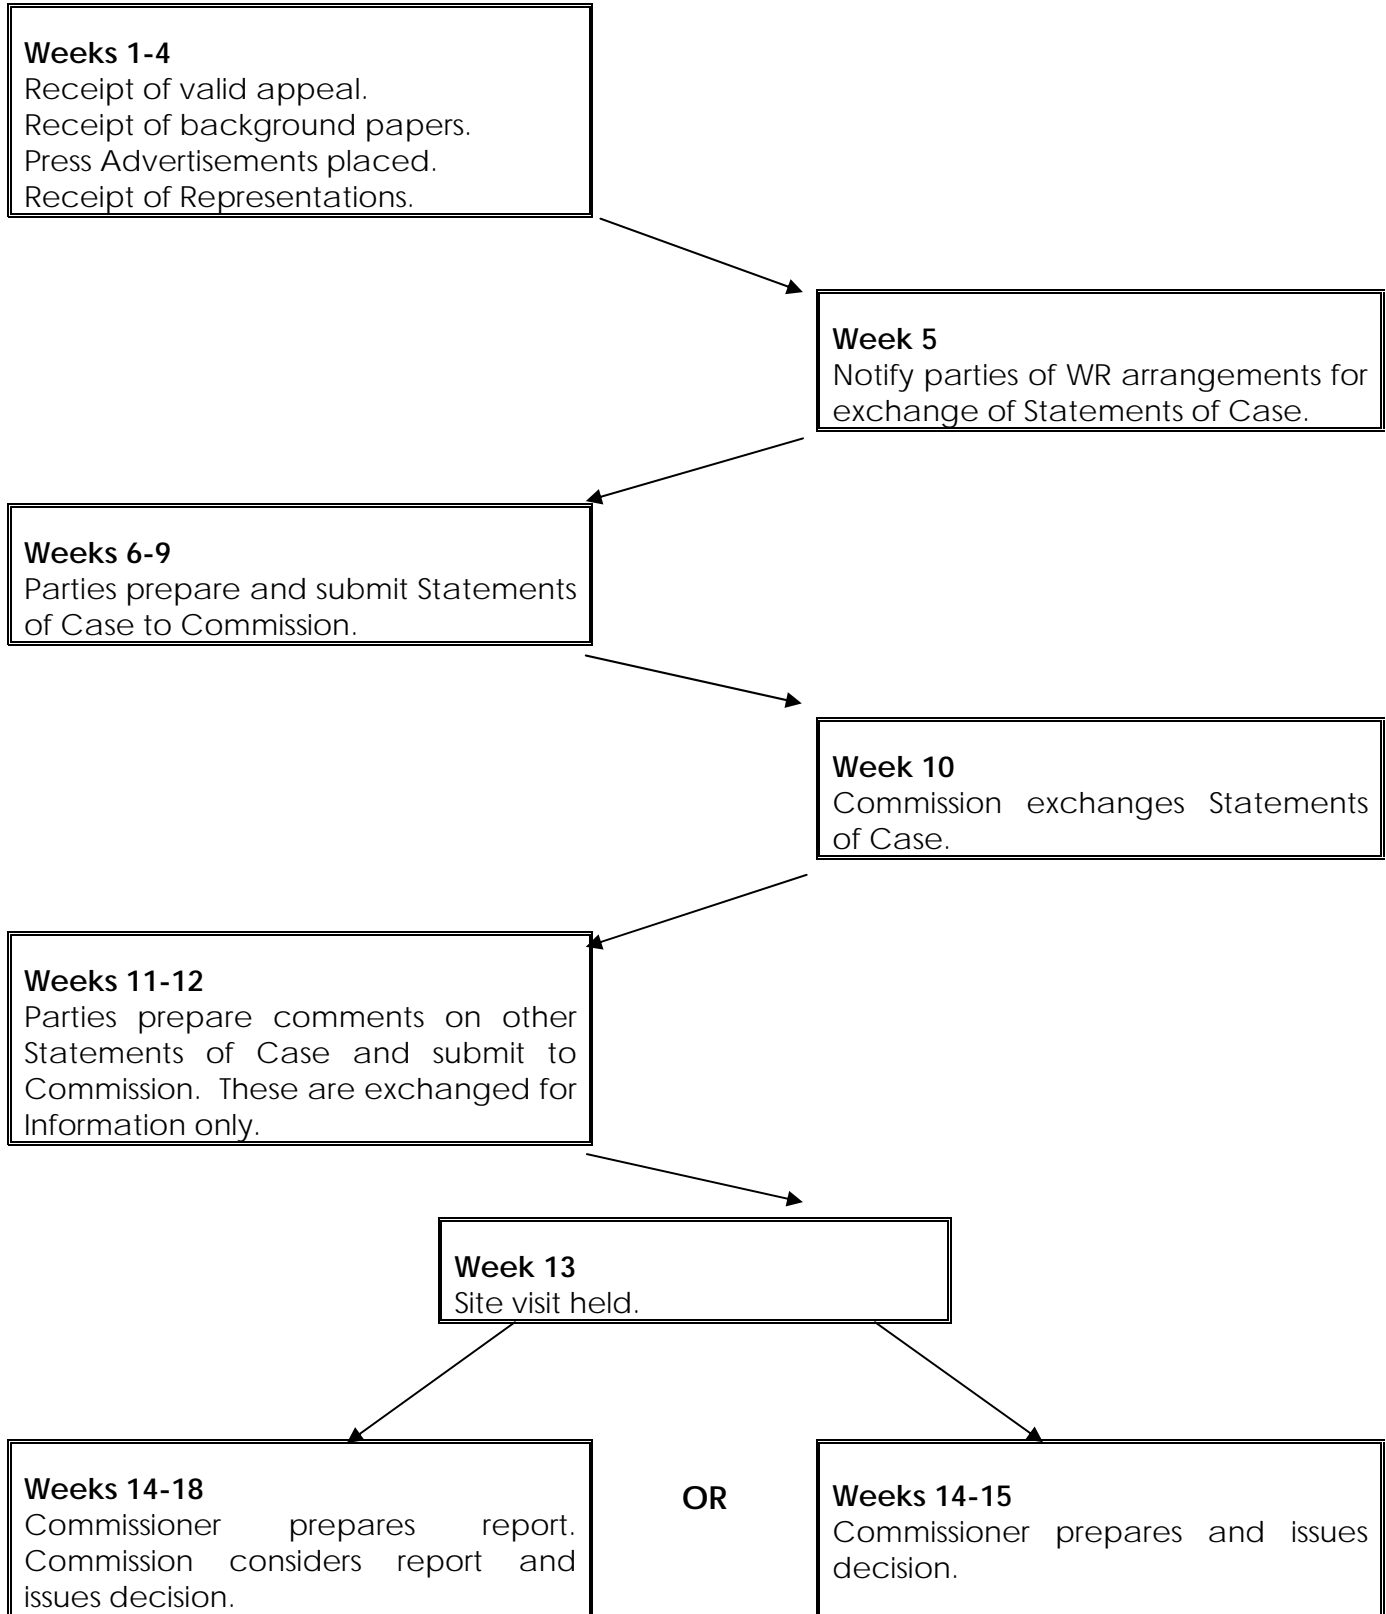 Weeks 1-4
Receipt of valid appeal.
Receipt of background papers.
Press Advertisements placed.
Receipt of Representations.
Week 5
Notify parties of WR arrangements for
exchange of Statements of Case.
Weeks 6-9
Parties prepare and submit Statements
of Case to Commission.
Week 10
Commission exchanges Statements
of Case.
Weeks 11-12
Parties prepare comments on other
Statements of Case and submit to
Commission. These are exchanged for
Information only.
Week 13
Site visit held.
Weeks 14-18
Commissioner prepares report.
Commission considers report and
issues decision.
OR
Weeks 14-15
Commissioner prepares and issues
decision.